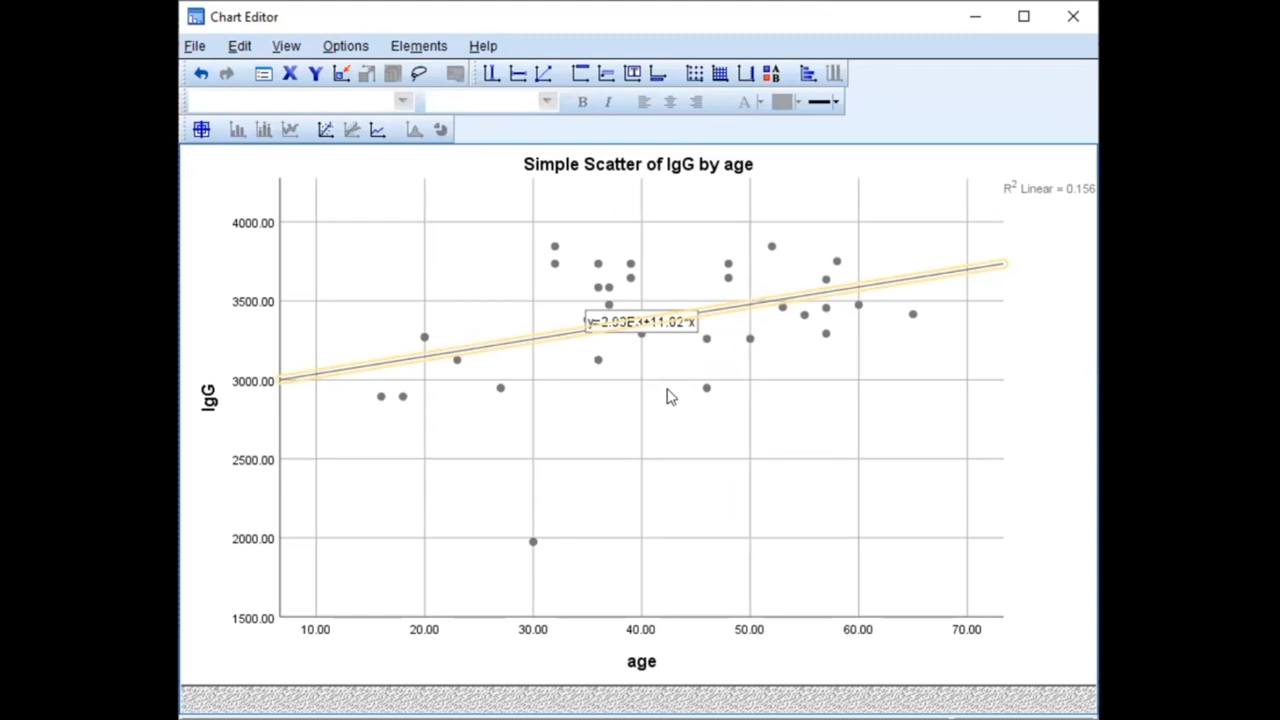 Chart Editor
File Edit View Options Elements Help
X Y A B
B I A
Simple Scatter of IgG by age
R2 Linear = 0.156
4000.00
3500.00
3000.00
2500.00
2000.00
1500.00
IgG
10.00 20.00 30.00 40.00 50.00 60.00 70.00
age